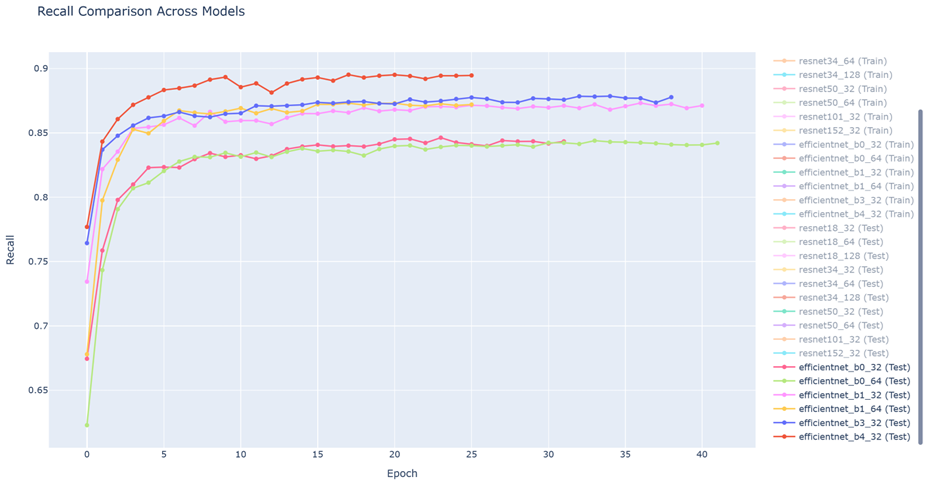 Recall Comparison Across Models
0.9
0.85
0.8
0.75
0.7
0.65
Recall
0
5
10
15
20
25
30
35
40
Epoch
resnet34_64 (Train)
resnet34_128 (Train)
resnet50_32 (Train)
resnet50_64 (Train)
resnet101_32 (Train)
resnet152_32 (Train)
efficientnet_b0_32 (Train)
efficientnet_b0_64 (Train)
efficientnet_b1_32 (Train)
efficientnet_b1_64 (Train)
efficientnet_b3_32 (Train)
efficientnet_b4_32 (Train)
resnet18_32 (Test)
resnet18_64 (Test)
resnet18_128 (Test)
resnet34_32 (Test)
resnet34_64 (Test)
resnet34_128 (Test)
resnet50_32 (Test)
resnet50_64 (Test)
resnet101_32 (Test)
resnet152_32 (Test)
efficientnet_b0_32 (Test)
efficientnet_b0_64 (Test)
efficientnet_b1_32 (Test)
efficientnet_b1_64 (Test)
efficientnet_b3_32 (Test)
efficientnet_b4_32 (Test)